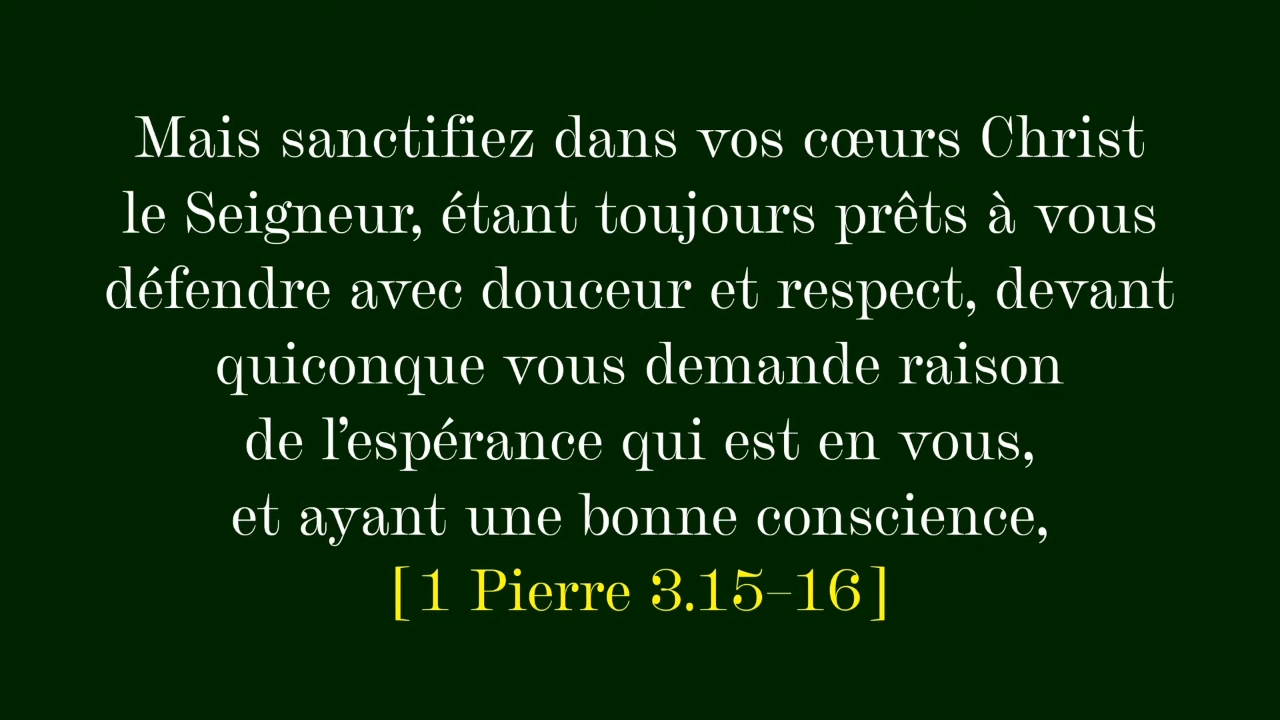 Mais sanctifiez dans vos cœurs Christ
le Seigneur, étant toujours prêts à vous
défendre avec douceur et respect, devant
quiconque vous demande raison
de l’espérance qui est en vous,
et ayant une bonne conscience,
[1 Pierre 3.15–16]